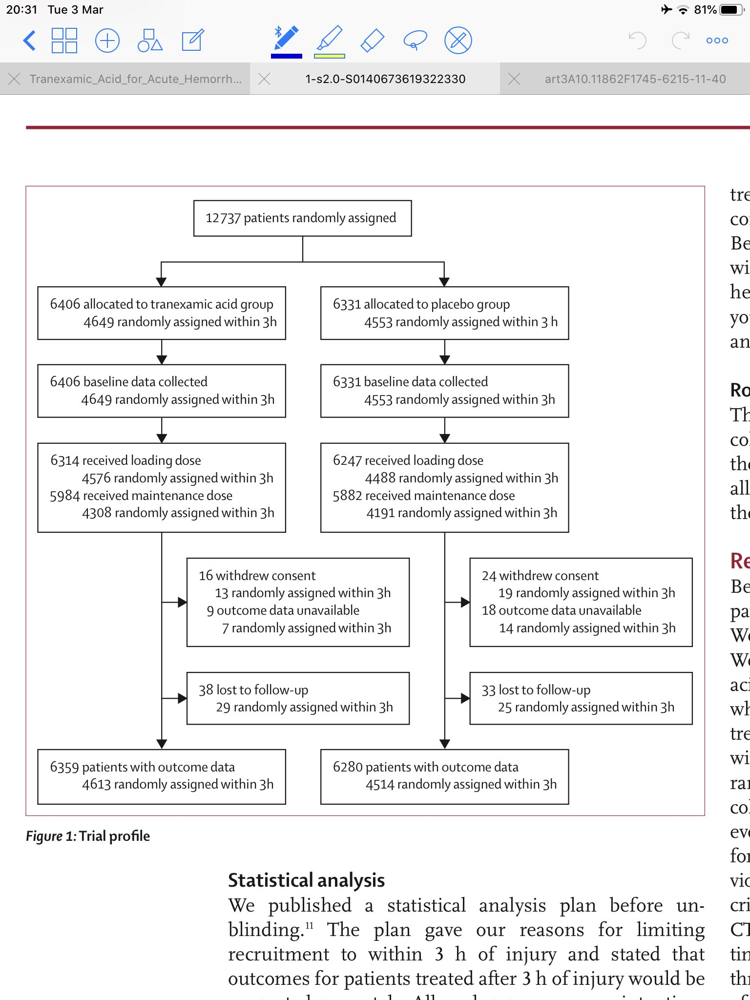 20:31 Tue 3 Mar
81%
Tranexamic_Acid_for_Acute_Hemorrh...
1-s2.0-S0140673619322330
art3A10.11862F1745-6215-11-40
12737 patients randomly assigned
6406 allocated to tranexamic acid group
4649 randomly assigned within 3h
6331 allocated to placebo group
4553 randomly assigned within 3 h
6406 baseline data collected
4649 randomly assigned within 3h
6331 baseline data collected
4553 randomly assigned within 3h
6314 received loading dose
4576 randomly assigned within 3h
5984 received maintenance dose
4308 randomly assigned within 3h
6247 received loading dose
4488 randomly assigned within 3h
5882 received maintenance dose
4191 randomly assigned within 3h
16 withdrew consent
13 randomly assigned within 3h
9 outcome data unavailable
7 randomly assigned within 3h
24 withdrew consent
19 randomly assigned within 3h
18 outcome data unavailable
14 randomly assigned within 3h
38 lost to follow-up
29 randomly assigned within 3h
33 lost to follow-up
25 randomly assigned within 3h
6359 patients with outcome data
4613 randomly assigned within 3h
6280 patients with outcome data
4514 randomly assigned within 3h
Figure 1: Trial profile
Statistical analysis
We published a statistical analysis plan before un-
blinding.11 The plan gave our reasons for limiting
recruitment to within 3 h of injury and stated that
outcomes for patients treated after 3 h of injury would be